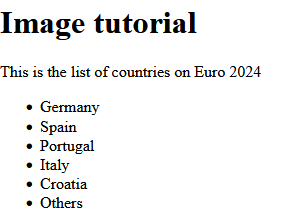 Image tutorial
This is the list of countries on Euro 2024
• Germany
• Spain
• Portugal
• Italy
• Croatia
• Others